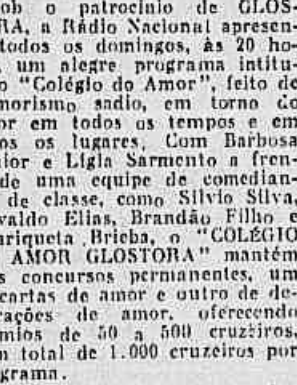 ob o patrocínio de GLOS-
RA, a Rádio Nacional apresen-
todos os domingos, às 20 ho-
, um alegre programa intitu-
o "Colégio do Amor", feito de
morismo sadio, em torno do
or em todos os tempos e em
os os lugares. Com Barbosa
nior e Ligia Sarmento a fren-
de uma equipe de comedian-
de classe, como Silvio Silva,
valdo Elias, Brandão Filho e
nriqueta Brieba, o "COLÉGIO
AMOR GLOSTORA" mantém
s concursos permanentes, um
cartas de amor e outro de de-
rações de amor, oferecendo
mios de 50 a 500 cruzeiros.
m total de 1.000 cruzeiros por
grama.